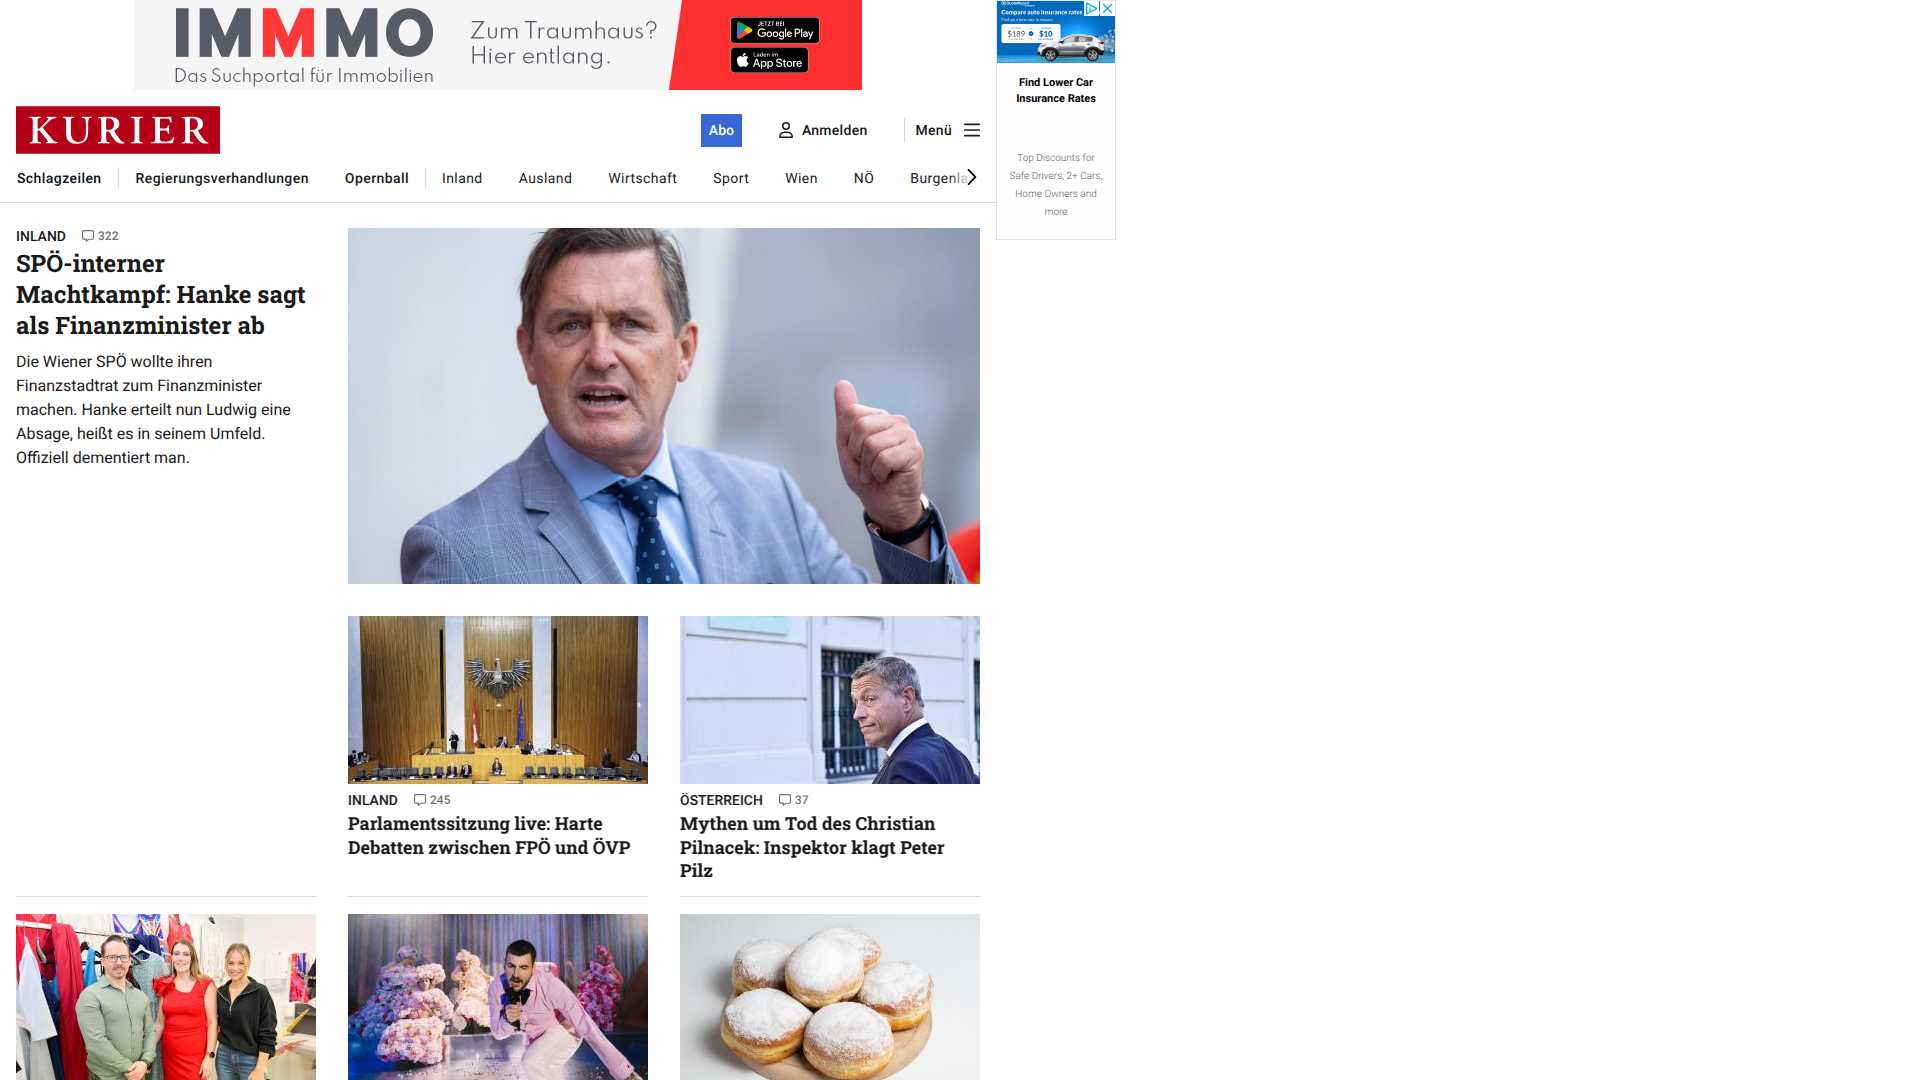 IMMMO
Das Suchportal für Immobilien
Zum Traumhaus?
Hier entlang.
JETZT BEI
Google Play
Laden im
App Store
Compare auto insurance rates
$189
$10
Find Lower Car
Insurance Rates
Top Discounts for
Safe Drivers, 2+ Cars,
Home Owners and
more
KURIER
Abo
Anmelden
Menü
Schlagzeilen
Regierungsverhandlungen
Opernball
Inland
Ausland
Wirtschaft
Sport
Wien
NÖ
Burgenla
INLAND 322
SPÖ-interner
Machtkampf: Hanke sagt
als Finanzminister ab
Die Wiener SPÖ wollte ihren
Finanzstadtrat zum Finanzminister
machen. Hanke erteilt nun Ludwig eine
Absage, heißt es in seinem Umfeld.
Offiziell dementiert man.
INLAND 245
Parlamentssitzung live: Harte
Debatten zwischen FPÖ und ÖVP
ÖSTERREICH 37
Mythen um Tod des Christian
Pilnacek: Inspektor klagt Peter
Pilz